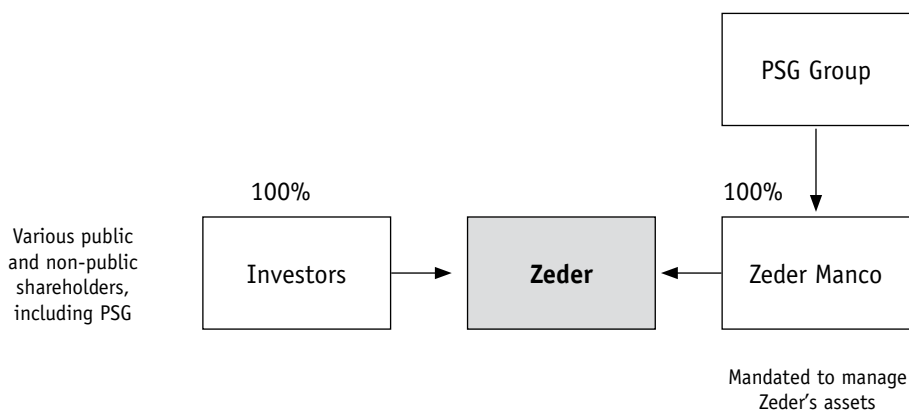 PSG Group
100%
100%
Various public
and non-public
shareholders,
including PSG
Investors
Zeder
Zeder Manco
Mandated to manage
Zeder's assets